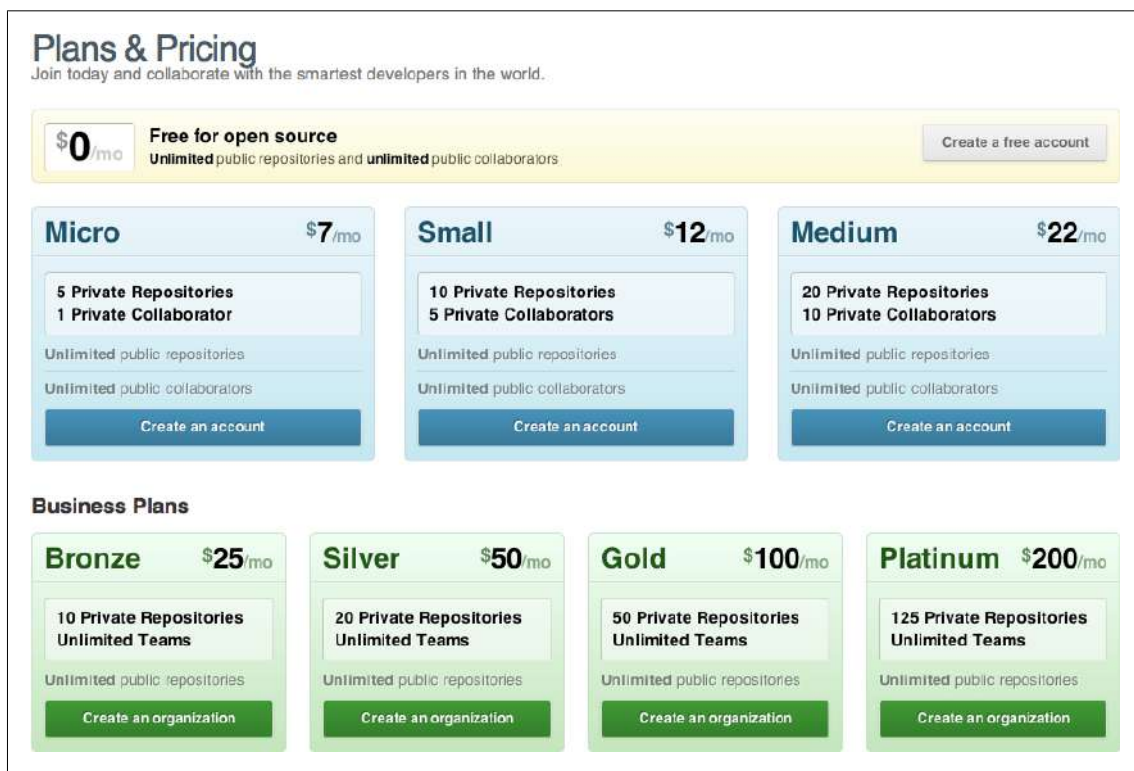 Plans & Pricing
Join today and collaborate with the smartest developers in the world.
$0/mo
Free for open source
Unlimited public repositories and unlimited public collaborators
Create a free account
Micro $7/mo
5 Private Repositories
1 Private Collaborator
Unlimited public repositories
Unlimited public collaborators
Create an account
Small $12/mo
10 Private Repositories
5 Private Collaborators
Unlimited public repositories
Unlimited public collaborators
Create an account
Medium $22/mo
20 Private Repositories
10 Private Collaborators
Unlimited public repositories
Unlimited public collaborators
Create an account
Business Plans
Bronze $25/mo
10 Private Repositories
Unlimited Teams
Unlimited public repositories
Create an organization
Silver $50/mo
20 Private Repositories
Unlimited Teams
Unlimited public repositories
Create an organization
Gold $100/mo
50 Private Repositories
Unlimited Teams
Unlimited public repositories
Create an organization
Platinum $200/mo
125 Private Repositories
Unlimited Teams
Unlimited public repositories
Create an organization